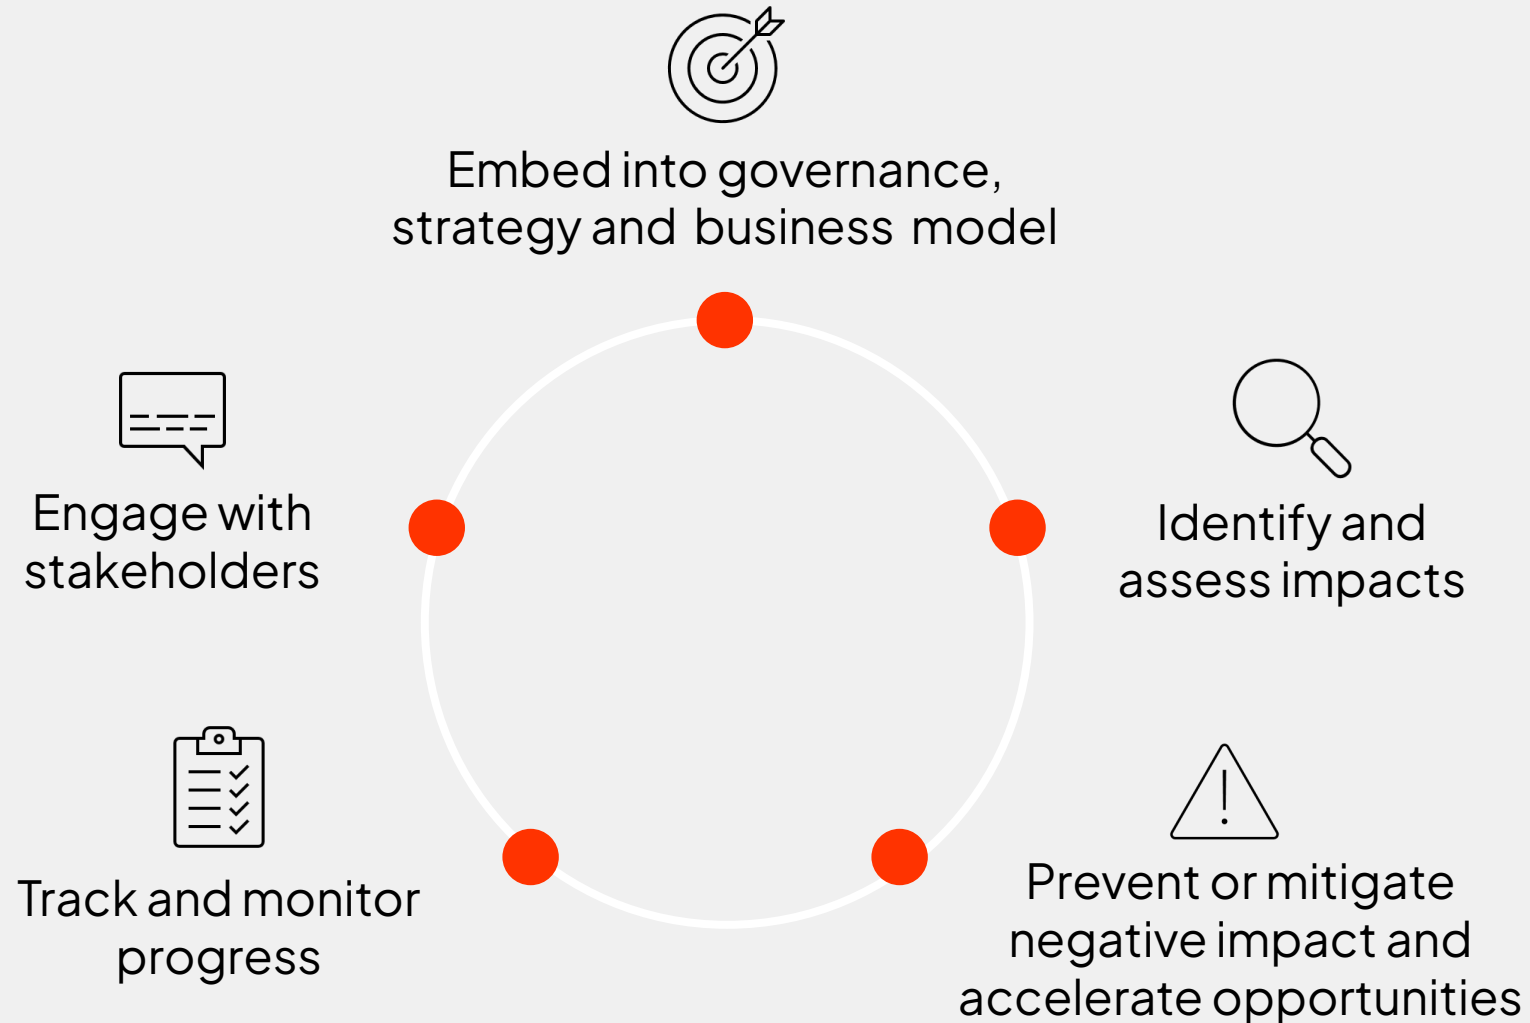 Embed into governance,
strategy and business model
Engage with
stakeholders
Identify and
assess impacts
Track and monitor
progress
Prevent or mitigate
negative impact and
accelerate opportunities